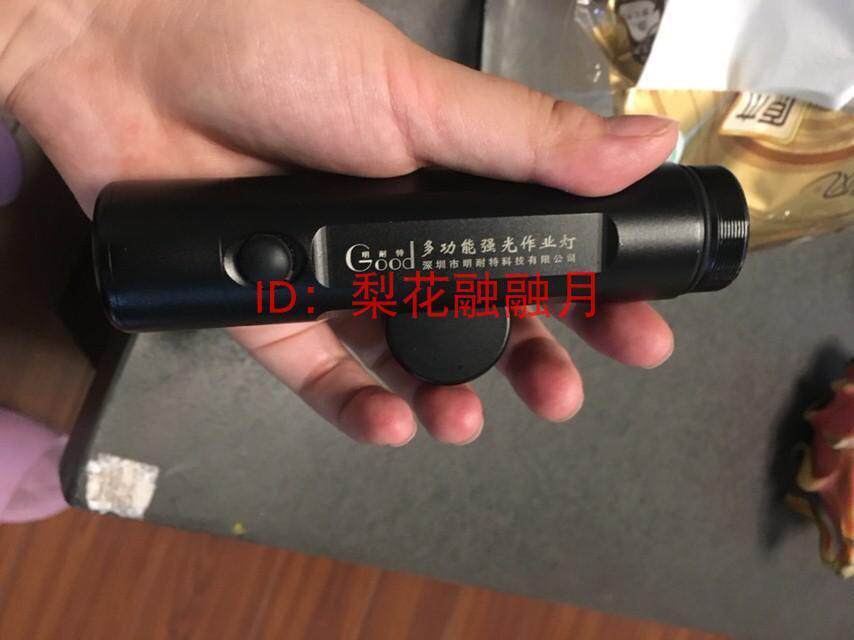 明耐特
Good
多功能强光作业灯
深圳市明耐特科技有限公司
ID：梨花融融月